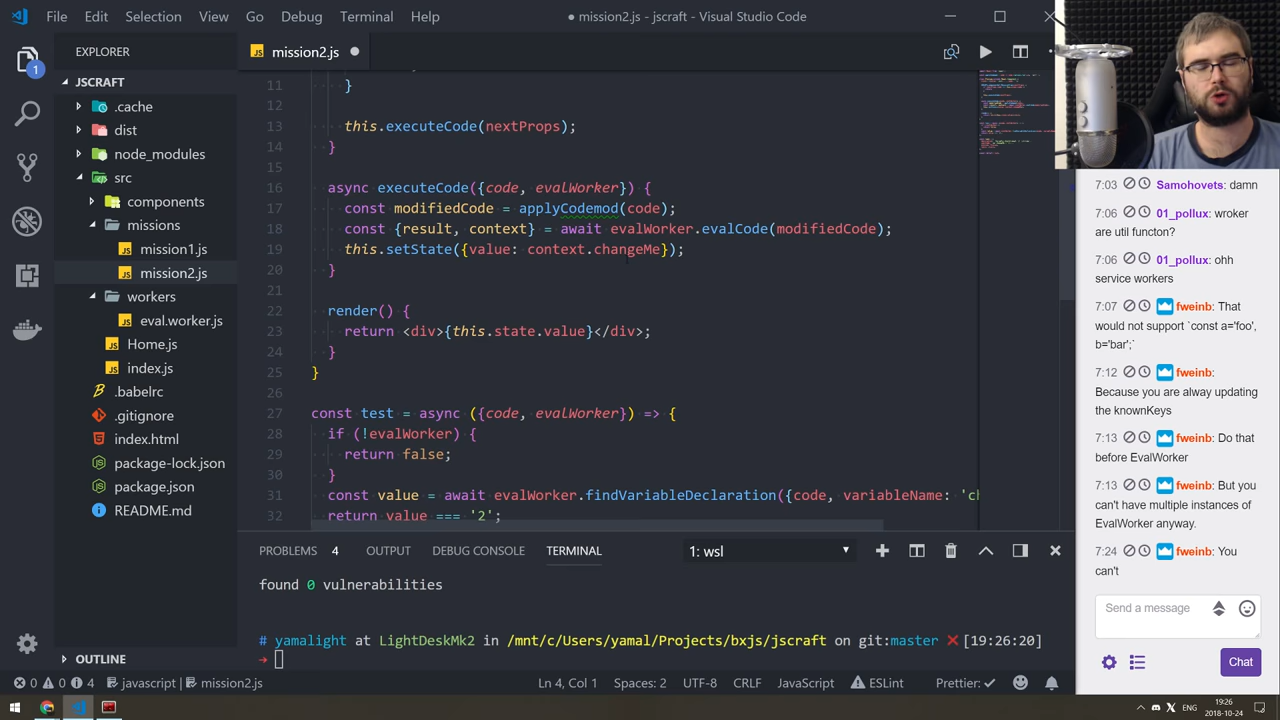 File Edit Selection View Go Debug Terminal Help
● mission2.js - jscraft - Visual Studio Code
EXPLORER
1
JSCRAFT
.cache
dist
node_modules
src
components
missions
mission1.js
mission2.js
workers
eval.worker.js
Home.js
index.js
.babelrc
.gitignore
index.html
package-lock.json
package.json
README.md
OUTLINE
JS mission2.js ●
11 }
12
13 this.executeCode(nextProps);
14 }
15
16 async executeCode({code, evalWorker}) {
17 const modifiedCode = applyCodemod(code);
18 const {result, context} = await evalWorker.evalCode(modifiedCode);
19 this.setState({value: context.changeMe});
20 }
21
22 render() {
23 return <div>{this.state.value}</div>;
24 }
25 }
26
27 const test = async ({code, evalWorker}) => {
28 if (!evalWorker) {
29 return false;
30 }
31 const value = await evalWorker.findVariableDeclaration({code, variableName: 'ch
32 return value === '2';
PROBLEMS 4 OUTPUT DEBUG CONSOLE TERMINAL 1: wsl
found 0 vulnerabilities
# yamalight at LightDeskMk2 in /mnt/c/Users/yamal/Projects/bxjs/jscraft on git:master ✗ [19:26:20]
→
0 0 4 javascript mission2.js Ln 4, Col 1 Spaces: 2 UTF-8 CRLF JavaScript ESLint Prettier: ✓
7:03 Samohovets: damn
7:06 01_pollux: wroker
are util functon?
7:06 01_pollux: ohh
service workers
7:07 fweinb: That
would not support `const a='foo',
b='bar';`
7:12 fweinb:
Because you are alway updating
the knownKeys
7:13 fweinb: Do that
before EvalWorker
7:13 fweinb: But you
can't have multiple instances of
EvalWorker anyway.
7:24 fweinb: You
can't
Send a message
Chat
ENG
19:26
2018-10-24